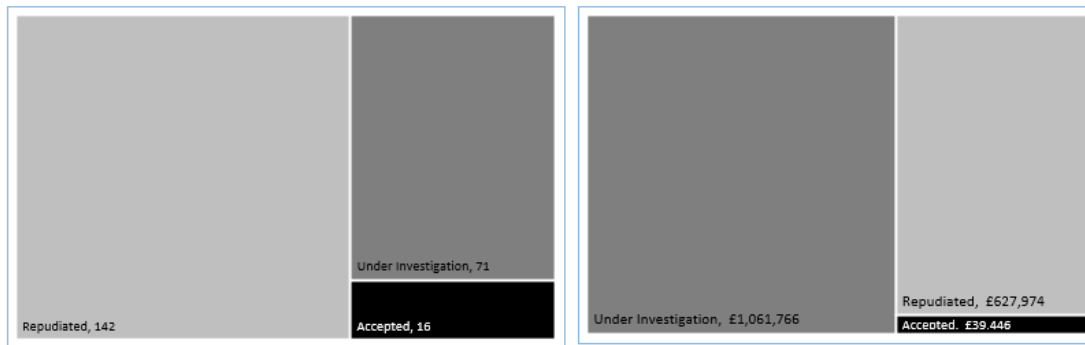 Under Investigation, 71
Repudiated, 142
Accepted, 16
Repudiated, £627,974
Under Investigation, £1,061,766
Accepted. £39.446